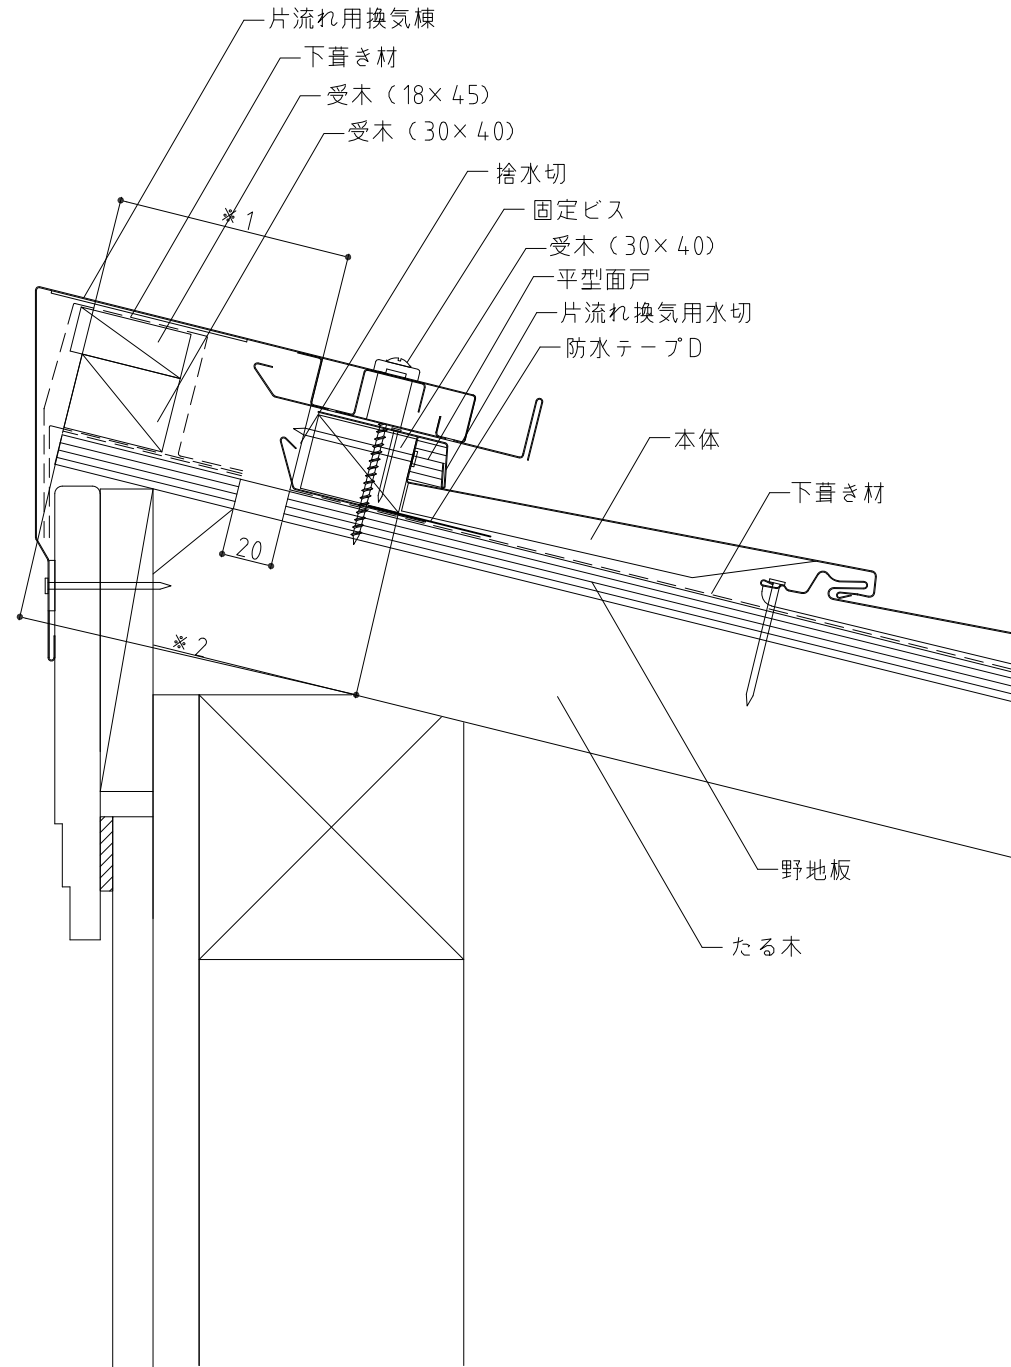 片流れ用換気棟
下葺き材
受木（18×45）
受木（30×40）
捨水切
固定ビス
※1
受木（30×40）
平型面戸
片流れ換気用水切
防水テープD
本体
下葺き材
20
※2
野地板
たる木